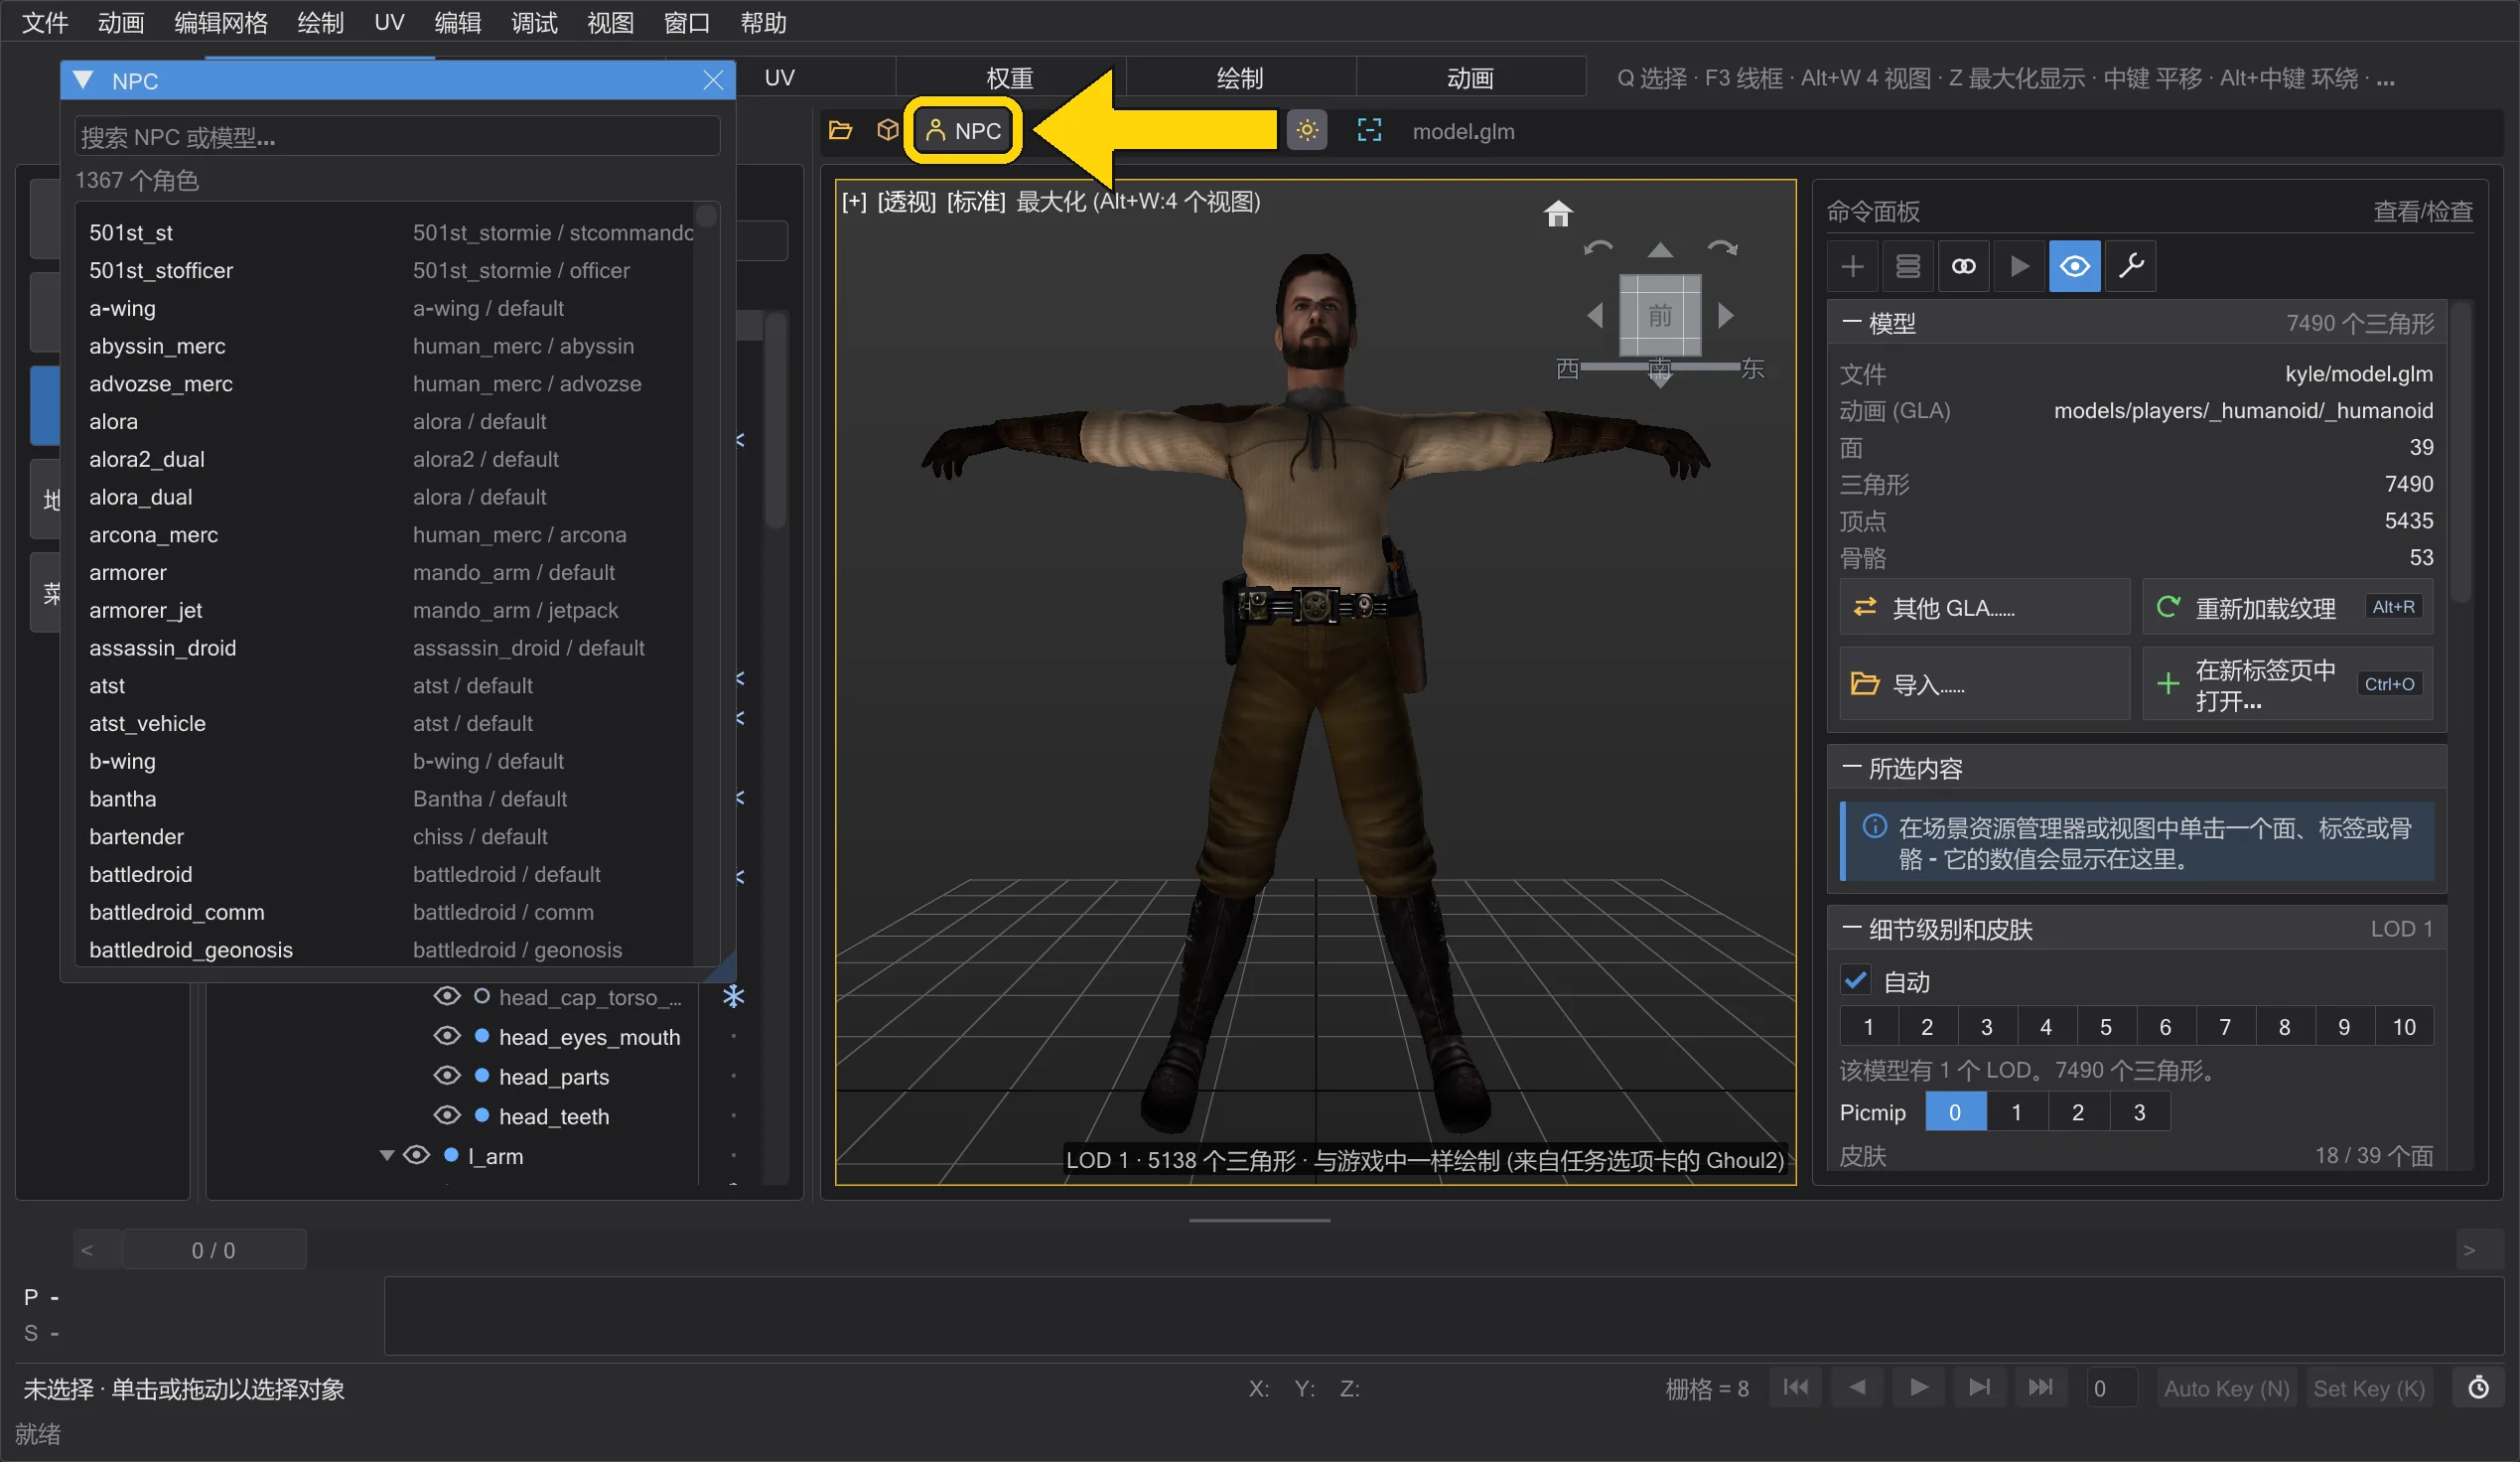 文件 动画 编辑网格 绘制 UV 编辑 调试 视图 窗口 帮助
UV 权重 绘制 动画 Q 选择 · F3 线框 · Alt+W 4 视图 · Z 最大化显示 · 中键 平移 · Alt+中键 环绕 · ...
NPC
NPC model.glm
搜索 NPC 或模型...
1367 个角色
501st_st 501st_stormie / stcommando
501st_stofficer 501st_stormie / officer
a-wing a-wing / default
abyssin_merc human_merc / abyssin
advozse_merc human_merc / advozse
alora alora / default
alora2_dual alora2 / default
alora_dual alora / default
arcona_merc human_merc / arcona
armorer mando_arm / default
armorer_jet mando_arm / jetpack
assassin_droid assassin_droid / default
atst atst / default
atst_vehicle atst / default
b-wing b-wing / default
bantha Bantha / default
bartender chiss / default
battledroid battledroid / default
battledroid_comm battledroid / comm
battledroid_geonosis battledroid / geonosis
地
菜
head_cap_torso_...
head_eyes_mouth
head_parts
head_teeth
l_arm
[+] [透视] [标准] 最大化 (Alt+W:4 个视图)
前
西 南 东
LOD 1 · 5138 个三角形 · 与游戏中一样绘制 (来自任务选项卡的 Ghoul2)
命令面板 查看/检查
一 模型 7490 个三角形
文件 kyle/model.glm
动画 (GLA) models/players/_humanoid/_humanoid
面 39
三角形 7490
顶点 5435
骨骼 53
其他 GLA...... 重新加载纹理 Alt+R
导入...... 在新标签页中
打开... Ctrl+O
一 所选内容
在场景资源管理器或视图中单击一个面、标签或骨
骼 - 它的数值会显示在这里。
一 细节级别和皮肤 LOD 1
自动
1 2 3 4 5 6 7 8 9 10
该模型有 1 个 LOD。7490 个三角形。
Picmip 0 1 2 3
皮肤 18 / 39 个面
< 0 / 0 >
P -
S -
未选择 · 单击或拖动以选择对象 X: Y: Z: 栅格 = 8 0 Auto Key (N) Set Key (K)
就绪